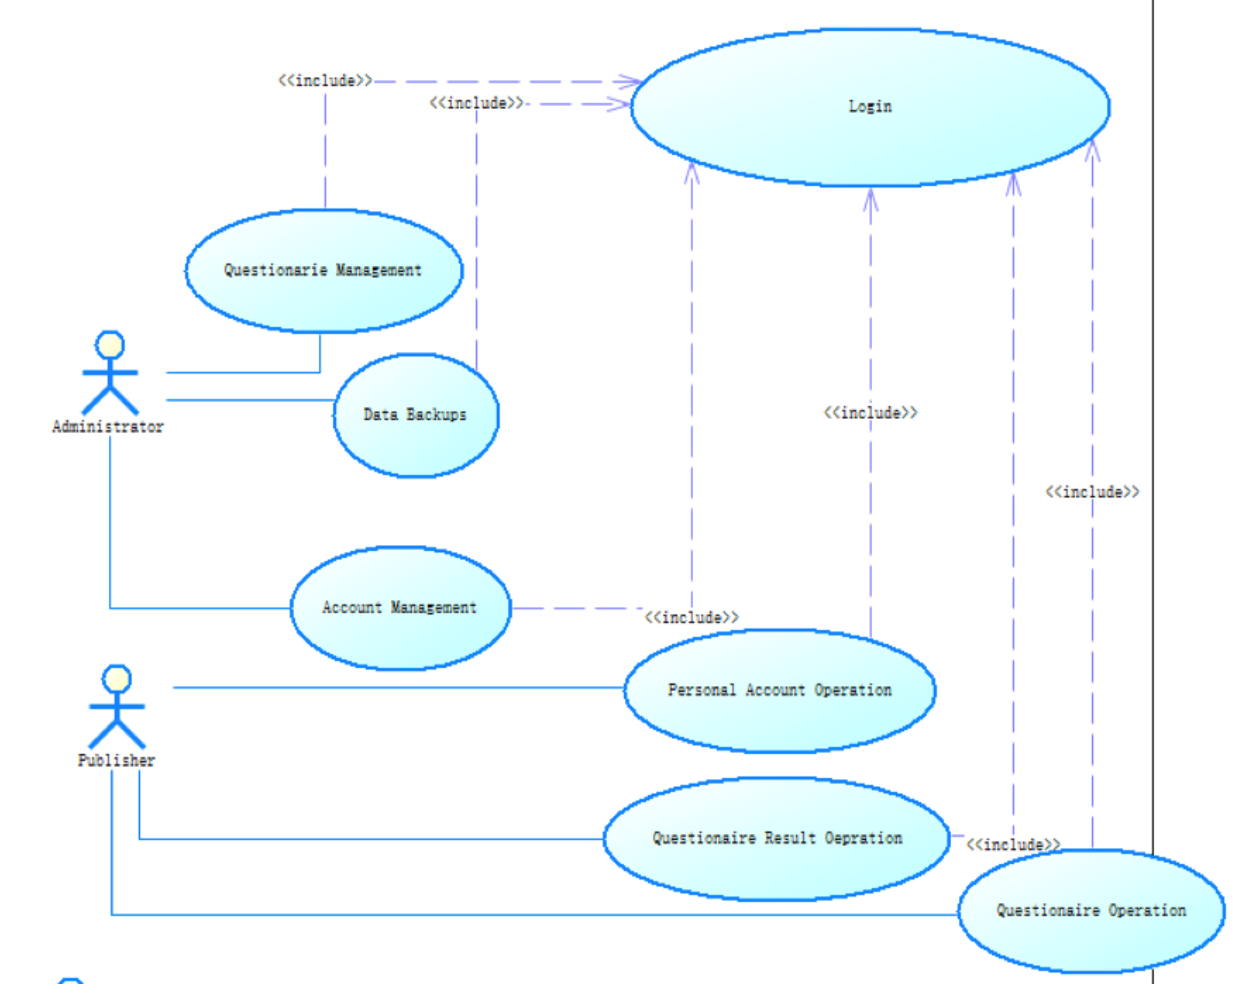 <<include>>
<<include>>
Login
Questionarie Management
Administrator
Data Backups
<<include>>
<<include>>
Account Management
<<include>>
Personal Account Operation
Publisher
Questionaire Result Oepration
<<include>>
Questionaire Operation